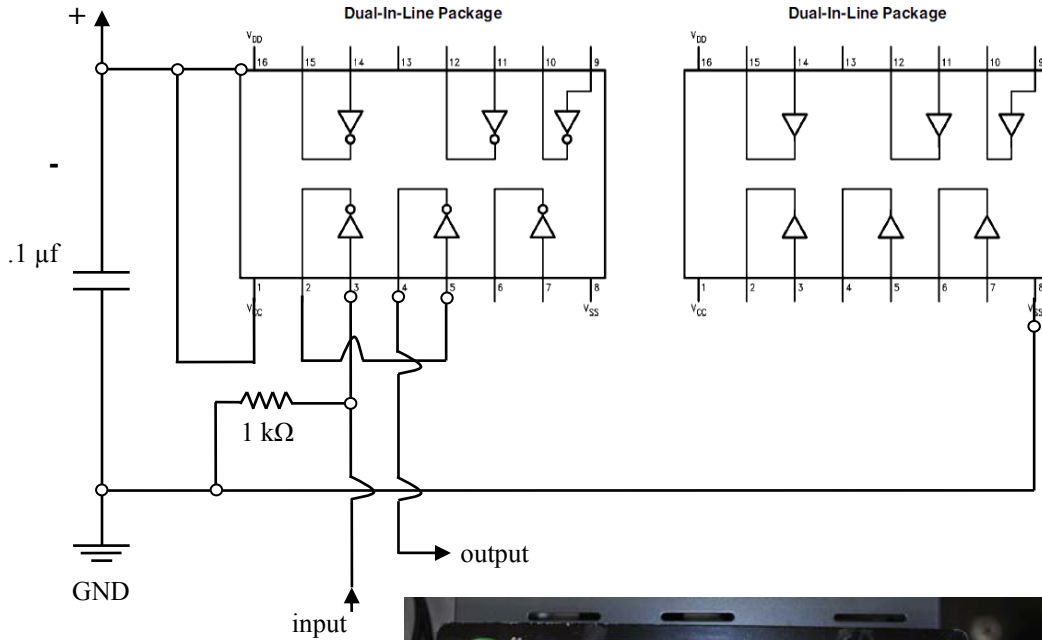 +
Dual-In-Line Package
Dual-In-Line Package
VDD
16 15 14 13 12 11 10 9
VDD
16 15 14 13 12 11 10 9
-
.1 µf
1 2 3 4 5 6 7 8
VCC VSS
1 2 3 4 5 6 7 8
VCC VSS
1 kΩ
output
GND
input